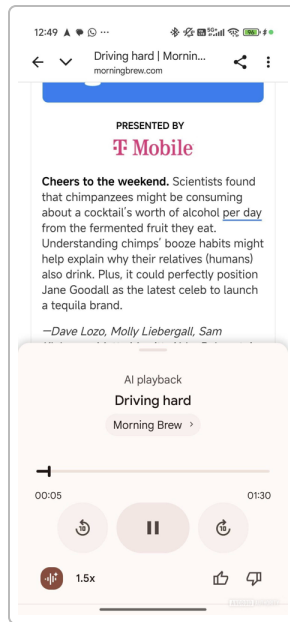 12:49
Driving hard | Mornin...
morningbrew.com
PRESENTED BY
T Mobile
Cheers to the weekend. Scientists found
that chimpanzees might be consuming
about a cocktail's worth of alcohol per day
from the fermented fruit they eat.
Understanding chimps' booze habits might
help explain why their relatives (humans)
also drink. Plus, it could perfectly position
Jane Goodall as the latest celeb to launch
a tequila brand.
—Dave Lozo, Molly Liebergall, Sam
AI playback
Driving hard
Morning Brew >
00:05
01:30
10
10
1.5x